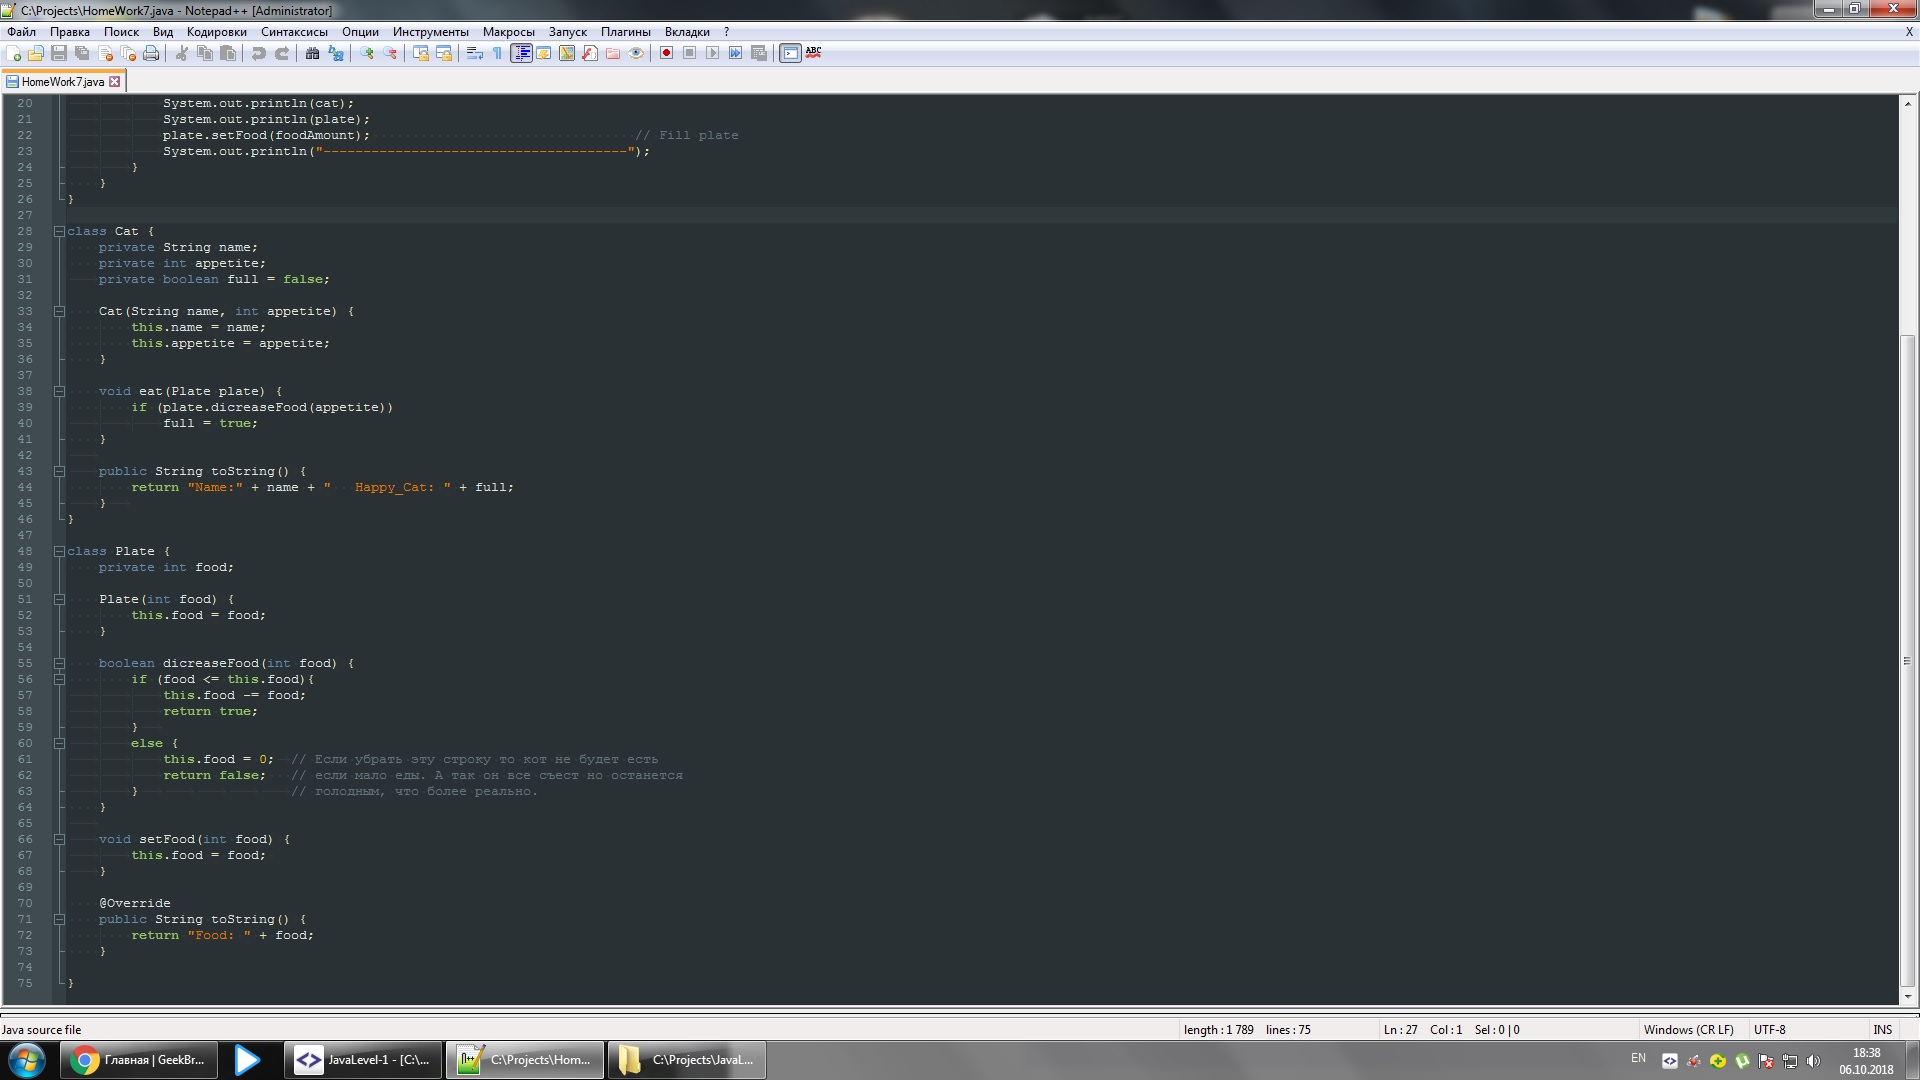 C:\Projects\HomeWork7.java - Notepad++ [Administrator]
Файл Правка Поиск Вид Кодировки Синтаксисы Опции Инструменты Макросы Запуск Плагины Вкладки ? X
ABC
HomeWork7.java
20 System.out.println(cat);
21 System.out.println(plate);
22 plate.setFood(foodAmount); // Fill plate
23 System.out.println("--------------------------------------");
24 }
25 }
26 }
27
28 class Cat {
29 private String name;
30 private int appetite;
31 private boolean full = false;
32
33 Cat(String name, int appetite) {
34 this.name = name;
35 this.appetite = appetite;
36 }
37
38 void eat(Plate plate) {
39 if (plate.dicreaseFood(appetite))
40 full = true;
41 }
42
43 public String toString() {
44 return "Name:" + name + "   Happy_Cat: " + full;
45 }
46 }
47
48 class Plate {
49 private int food;
50
51 Plate(int food) {
52 this.food = food;
53 }
54
55 boolean dicreaseFood(int food) {
56 if (food <= this.food){
57 this.food -= food;
58 return true;
59 }
60 else {
61 this.food = 0; // Если убрать эту строку то кот не будет есть
62 return false; // если мало еды. А так он все съест но останется
63 } // голодным, что более реально.
64 }
65
66 void setFood(int food) {
67 this.food = food;
68 }
69
70 @Override
71 public String toString() {
72 return "Food: " + food;
73 }
74
75 }
Java source file length : 1 789 lines : 75 Ln : 27 Col : 1 Sel : 0 | 0 Windows (CR LF) UTF-8 INS
Главная | GeekBr... JavaLevel-1 - [C:\... C:\Projects\Hom... C:\Projects\JavaL... EN 18:38
06.10.2018